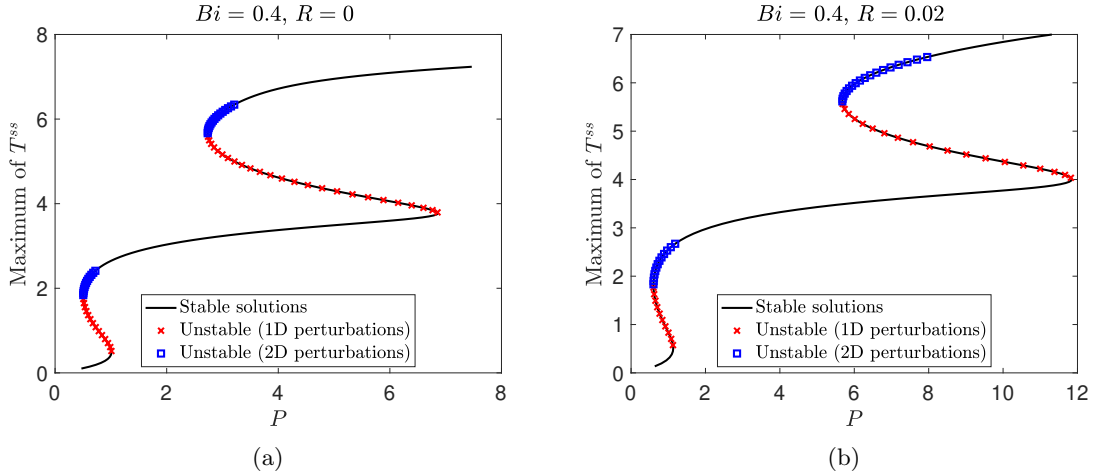 Bi = 0.4, R = 0
8
6
4
2
0
Maximum of T^{ss}
Stable solutions
Unstable (1D perturbations)
Unstable (2D perturbations)
0 2 4 6 8
P
(a)
Bi = 0.4, R = 0.02
7
6
5
4
3
2
1
0
Maximum of T^{ss}
Stable solutions
Unstable (1D perturbations)
Unstable (2D perturbations)
0 2 4 6 8 10 12
P
(b)